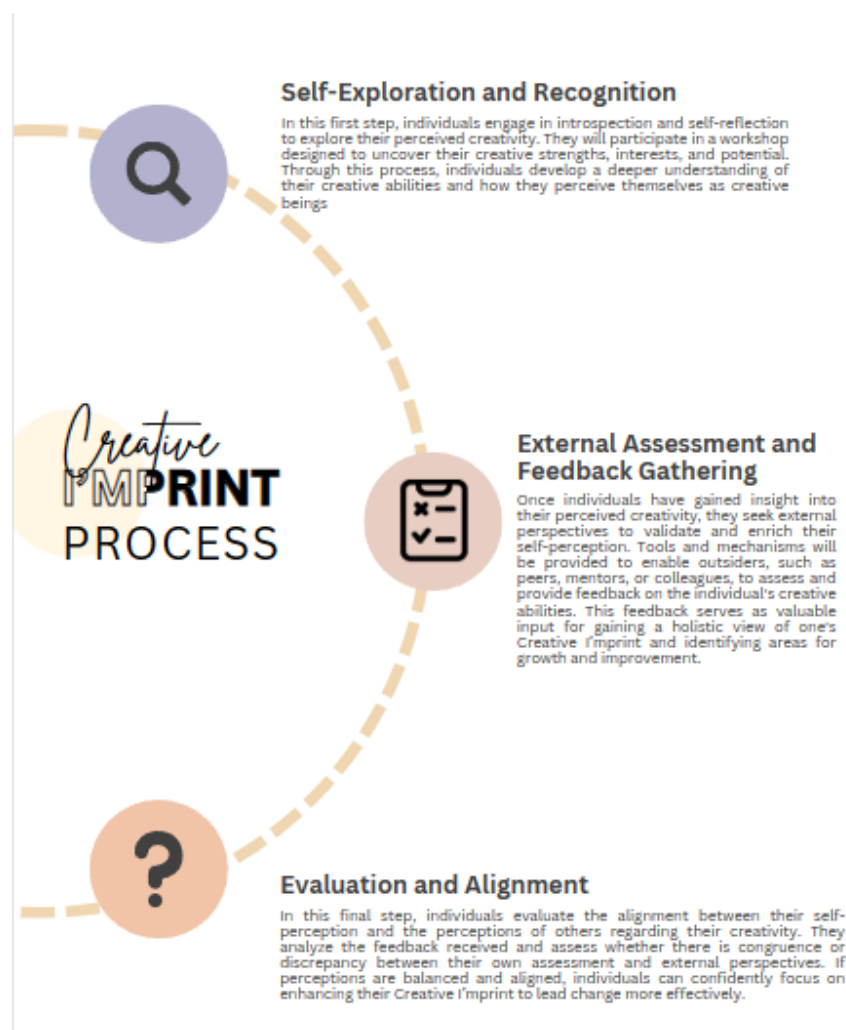 Self-Exploration and Recognition
In this first step, individuals engage in introspection and self-reflection
to explore their perceived creativity. They will participate in a workshop
designed to uncover their creative strengths, interests, and potential.
Through this process, individuals develop a deeper understanding of
their creative abilities and how they perceive themselves as creative
beings
Creative
I'MPRINT
PROCESS
External Assessment and
Feedback Gathering
Once individuals have gained insight into
their perceived creativity, they seek external
perspectives to validate and enrich their
self-perception. Tools and mechanisms will
be provided to enable outsiders, such as
peers, mentors, or colleagues, to assess and
provide feedback on the individual's creative
abilities. This feedback serves as valuable
input for gaining a holistic view of one's
Creative I'mprint and identifying areas for
growth and improvement.
Evaluation and Alignment
In this final step, individuals evaluate the alignment between their self-
perception and the perceptions of others regarding their creativity. They
analyze the feedback received and assess whether there is congruence or
discrepancy between their own assessment and external perspectives. If
perceptions are balanced and aligned, individuals can confidently focus on
enhancing their Creative I'mprint to lead change more effectively.